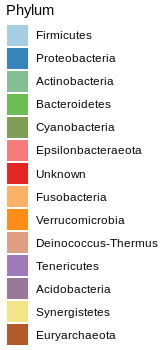 Phylum
Firmicutes
Proteobacteria
Actinobacteria
Bacteroidetes
Cyanobacteria
Epsilonbacteraeota
Unknown
Fusobacteria
Verrucomicrobia
Deinococcus-Thermus
Tenericutes
Acidobacteria
Synergistetes
Euryarchaeota